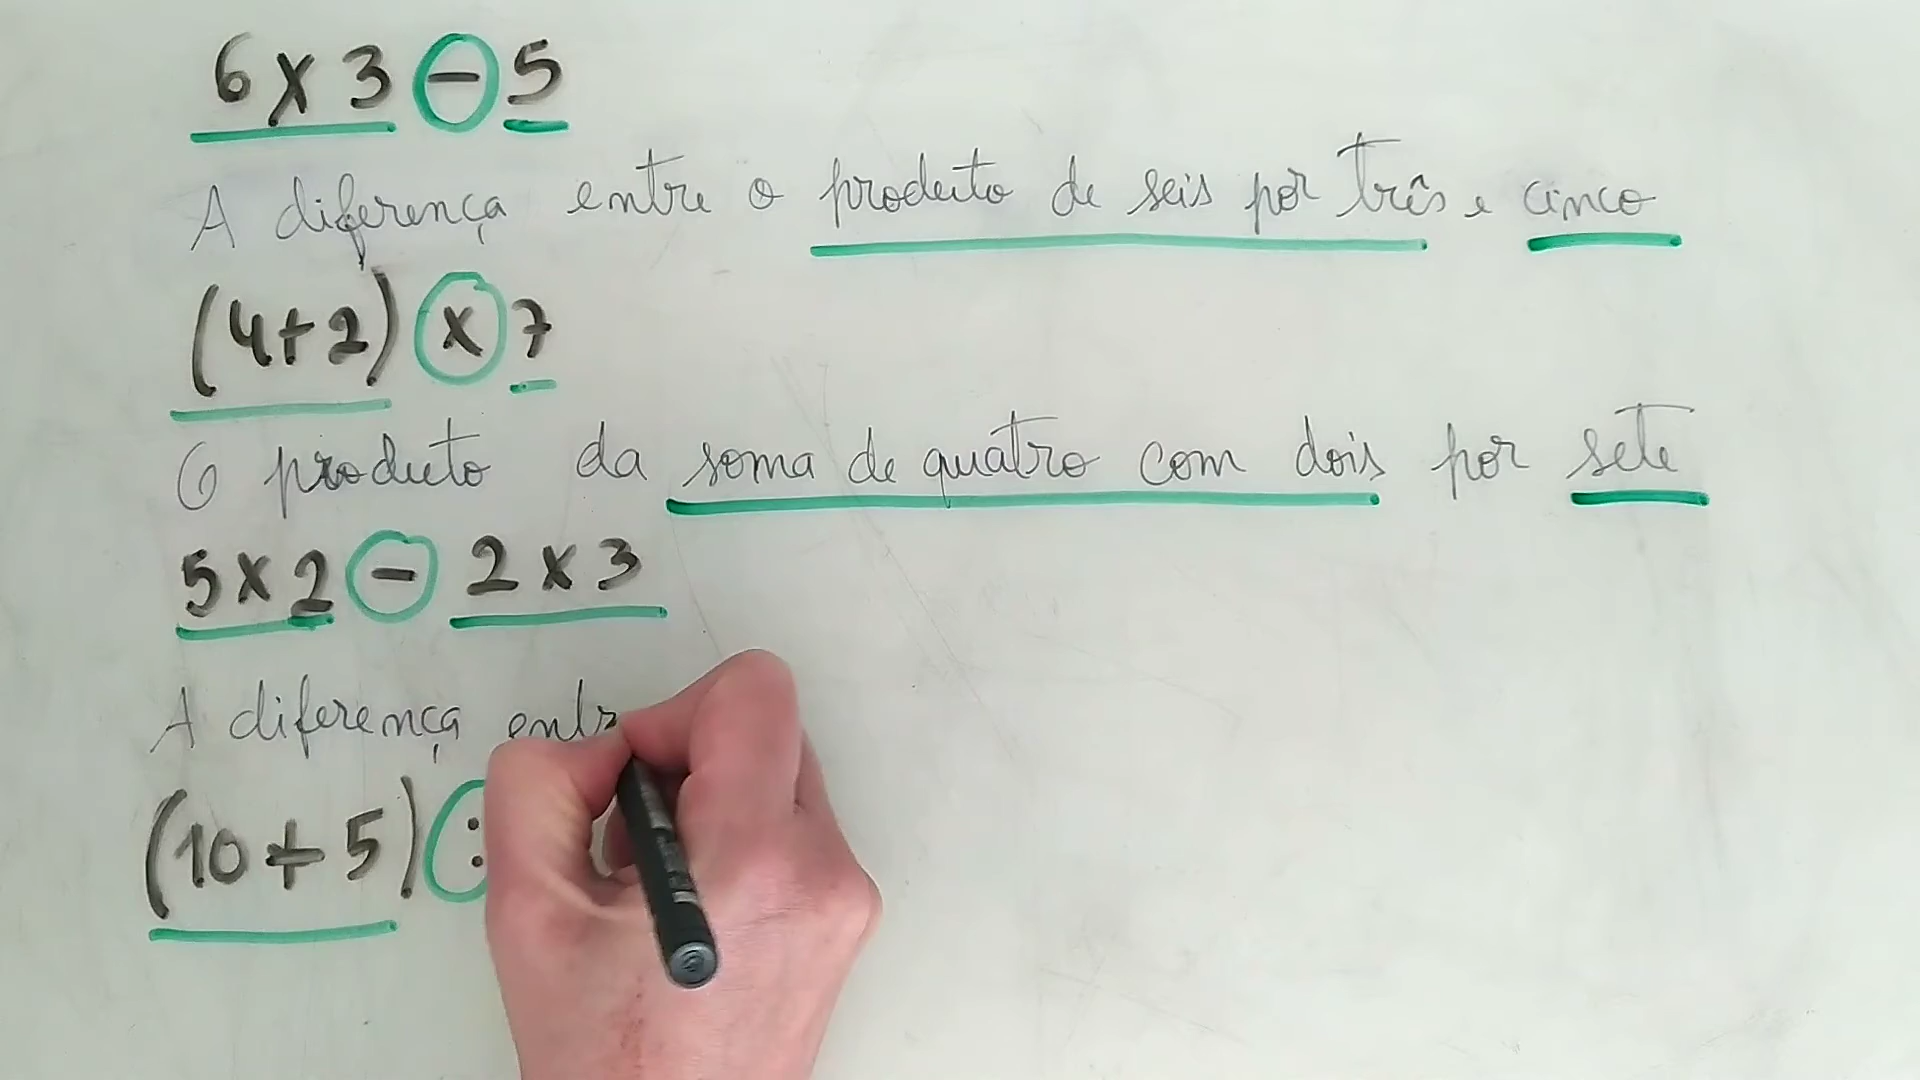 6 x 3 - 5
A diferença entre o produto de seis por três e cinco
(4+2) x 7
O produto da soma de quatro com dois por sete
5 x 2 - 2 x 3
A diferença entr
(10 + 5) :